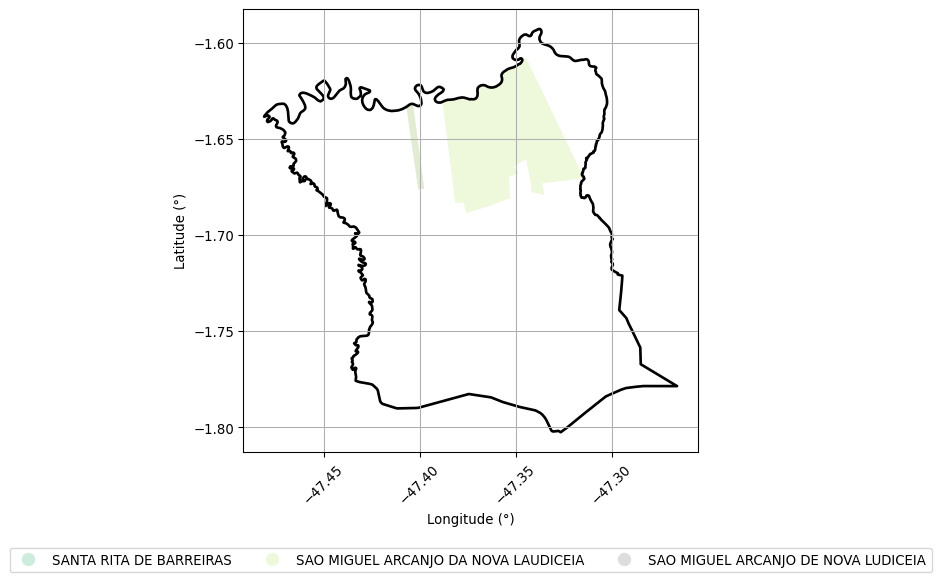 −1.60
−1.65
−1.70
−1.75
−1.80
Latitude (°)
−47.45 −47.40 −47.35 −47.30
Longitude (°)
SANTA RITA DE BARREIRAS SAO MIGUEL ARCANJO DA NOVA LAUDICEIA SAO MIGUEL ARCANJO DE NOVA LUDICEIA